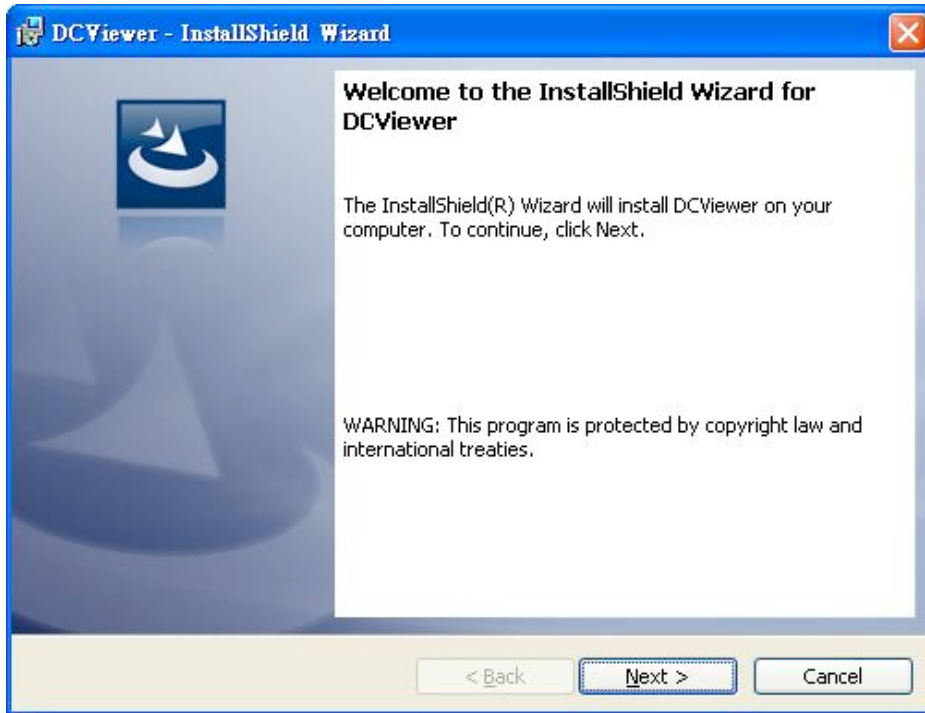 DCViewer - InstallShield Wizard
Welcome to the InstallShield Wizard for
DCViewer
The InstallShield(R) Wizard will install DCViewer on your
computer. To continue, click Next.
WARNING: This program is protected by copyright law and
international treaties.
< Back
Next >
Cancel